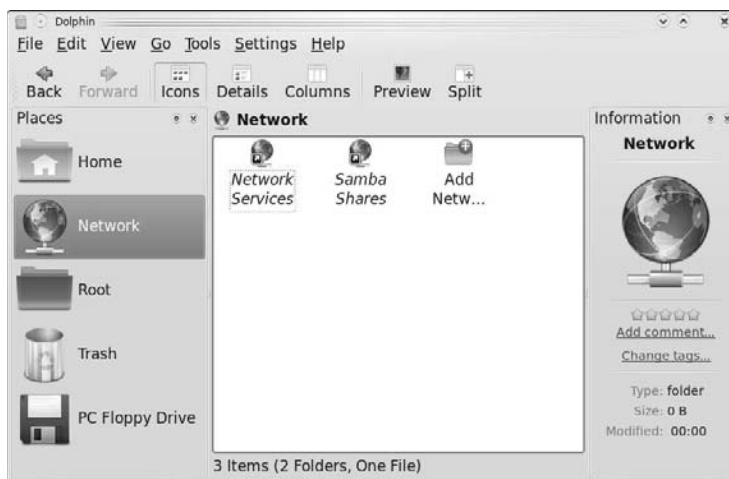 Dolphin
File Edit View Go Tools Settings Help
Back Forward Icons Details Columns Preview Split
Places
Home
Network
Root
Trash
PC Floppy Drive
Network
Network Services
Samba Shares
Add Netw...
3 Items (2 Folders, One File)
Information
Network
Add comment...
Change tags...
Type: folder
Size: 0 B
Modified: 00:00